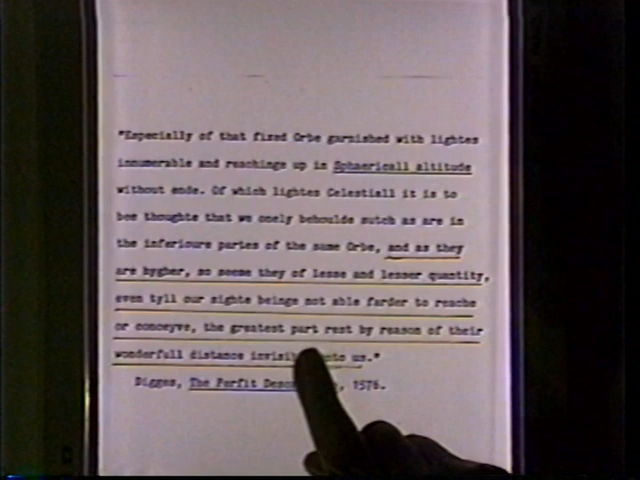 "Especially of that fixed Orbe garnished with lightes
innumerable and reachinge up in Sphaericall altitude
without ende. Of which lightes Celestiall it is to
bee thoughte that we onely behoulde sutch as are in
the inferioure partes of the same Orbe, and as they
are hygher, so seeme they of lesse and lesser quantity,
even tyll our sighte beinge not able farder to reache
or conceyve, the greatest part rest by reason of their
wonderfull distance invisib unto us."
Digges, The Perfit Desc , 1576.